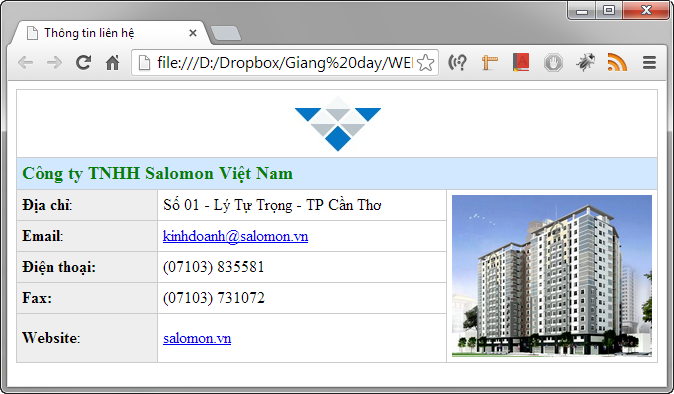 Thông tin liên hệ
file:///D:/Dropbox/Giang%20day/WEI
Công ty TNHH Salomon Việt Nam
Địa chỉ: Số 01 - Lý Tự Trọng - TP Cần Thơ
Email: kinhdoanh@salomon.vn
Điện thoại: (07103) 835581
Fax: (07103) 731072
Website: salomon.vn